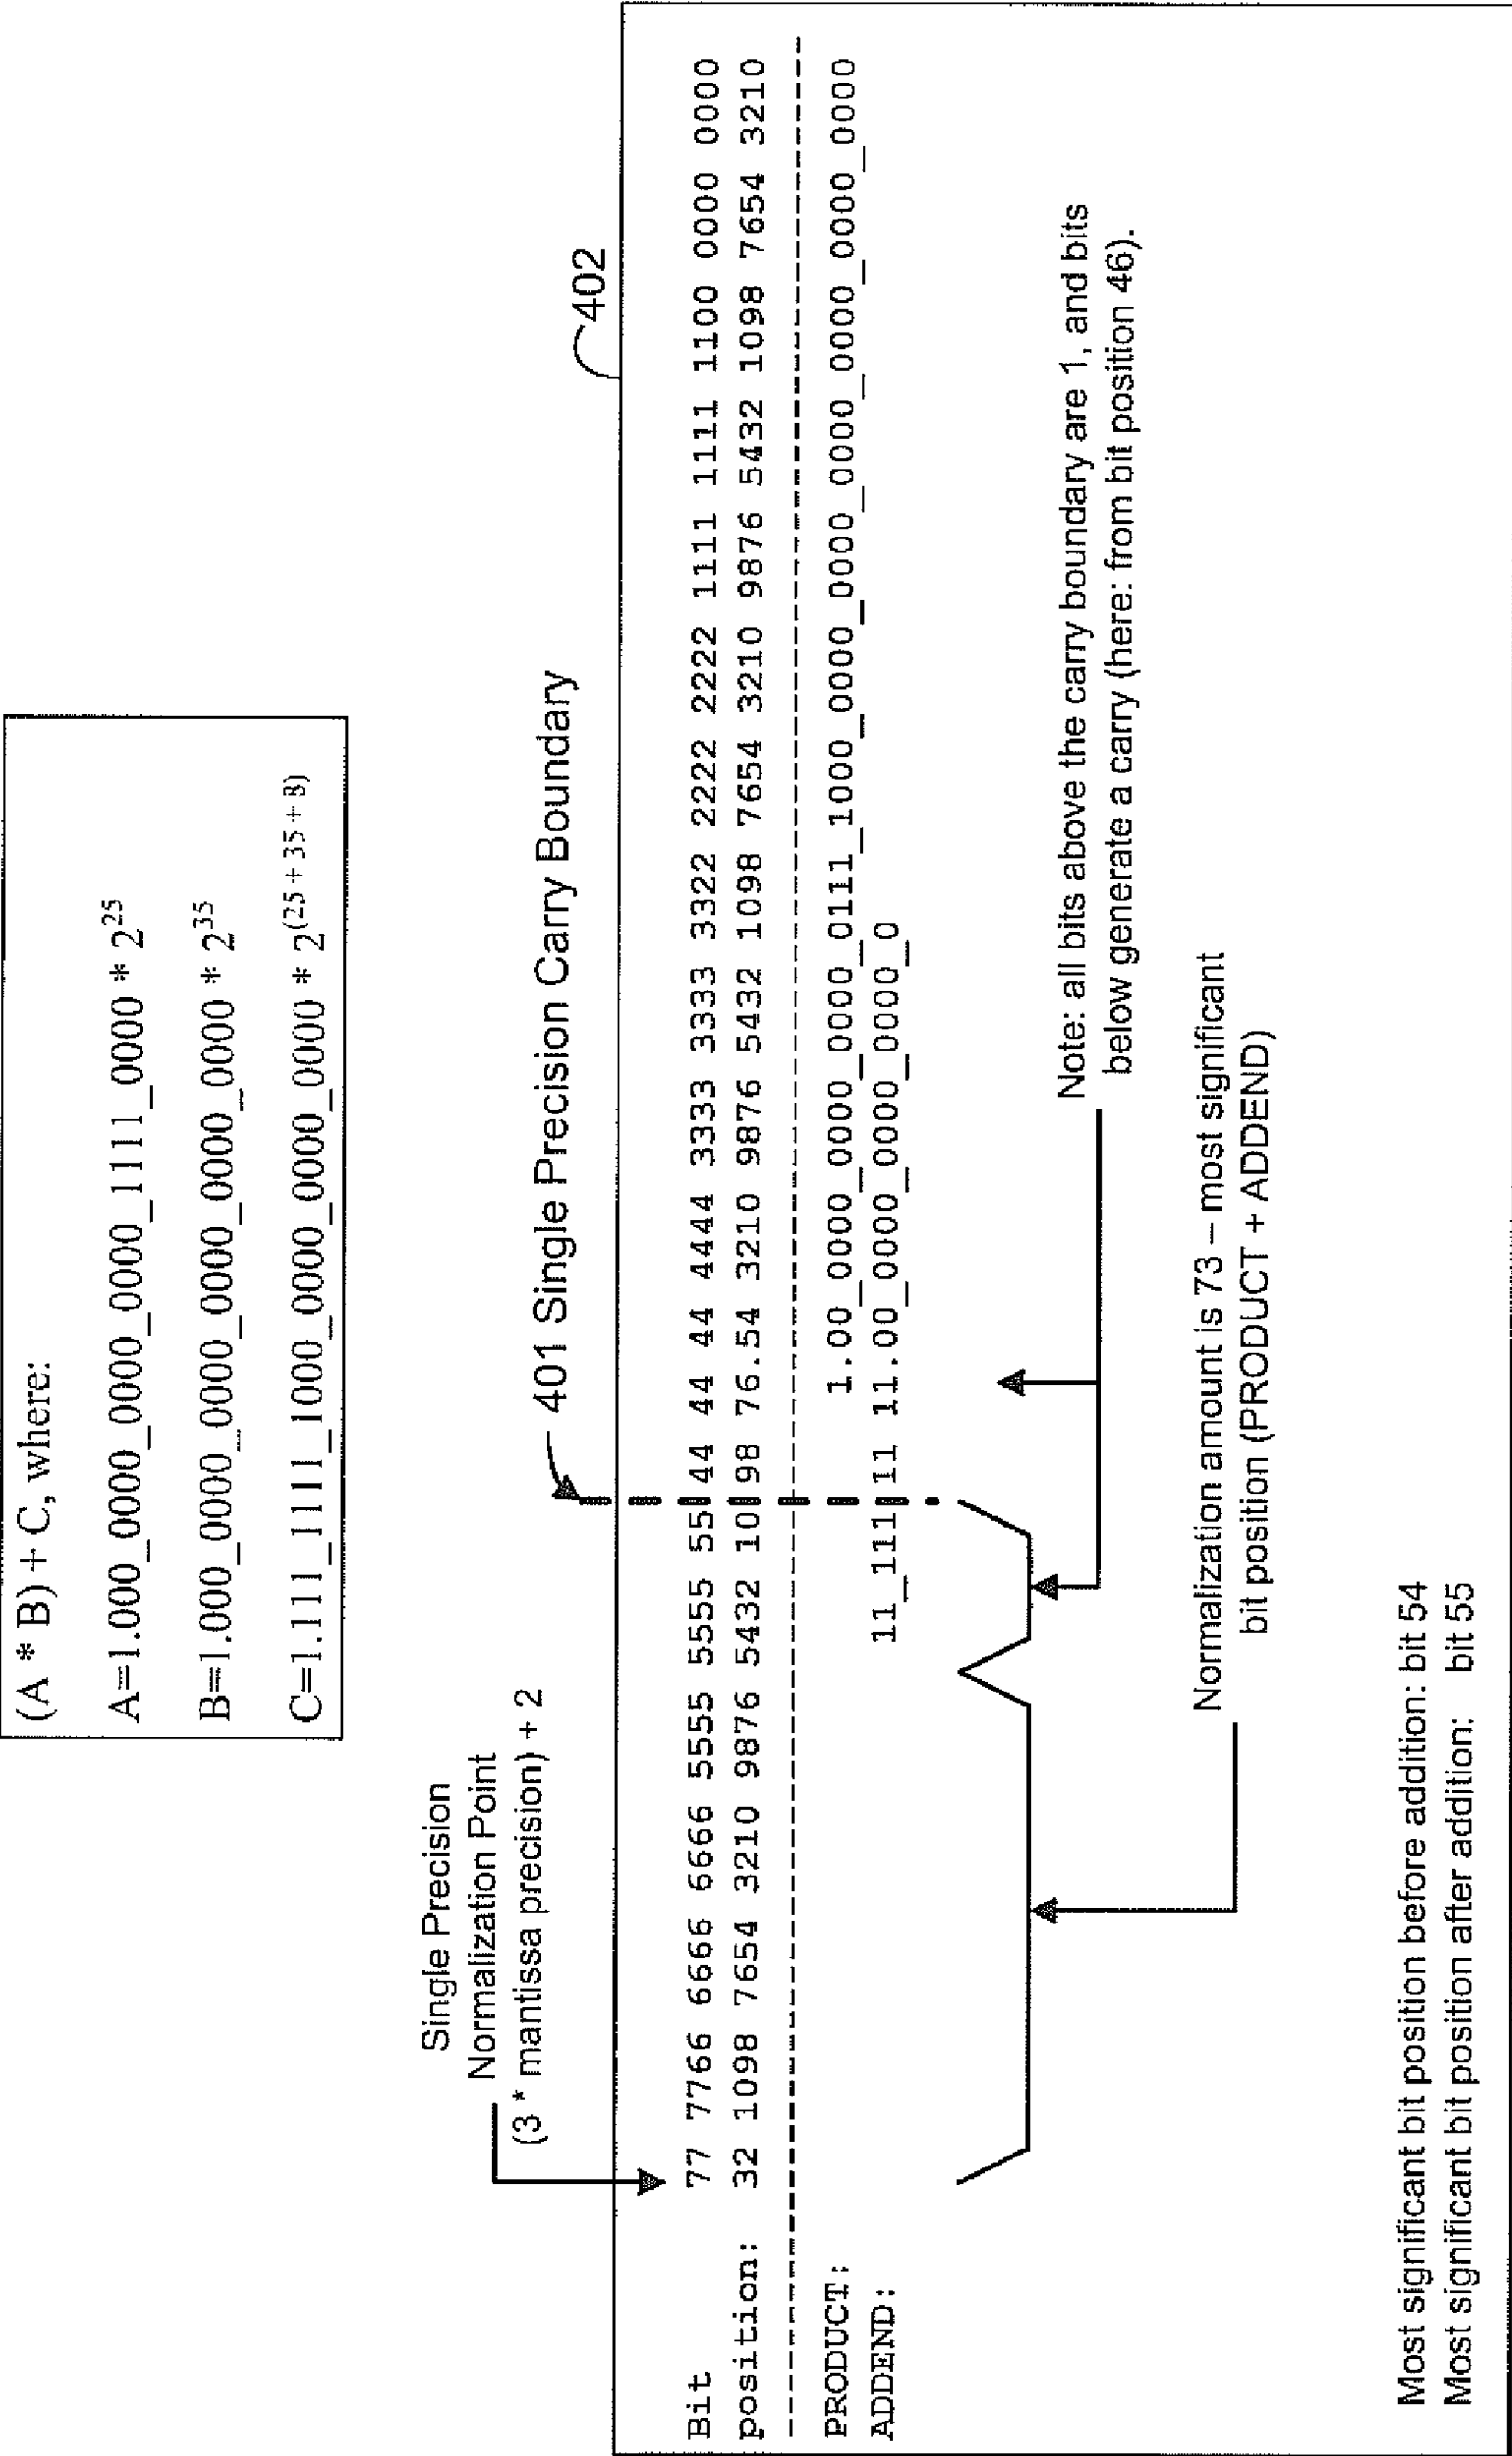 (A * B) + C, where:
A=1.000_0000_0000_0000_1111_0000 * 2^25
B=1.000_0000_0000_0000_0000_0000 * 2^35
C=1.111_1111_1000_0000_0000_0000 * 2^(25 + 35 + 8)
Single Precision
Normalization Point
(3 * mantissa precision) + 2
401 Single Precision Carry Boundary
402
Bit 77 7766 6666 6666 5555 5555 55 44 44 44 4444 3333 3333 3322 2222 2222 1111 1111 1100 0000 0000
position: 32 1098 7654 3210 9876 5432 10 98 76.54 3210 9876 5432 1098 7654 3210 9876 5432 1098 7654 3210
PRODUCT: 1.00_0000_0000_0000_0111_1000_0000_0000_0000_0000_0000_0000
ADDEND: 11_111 11 11.00_0000_0000_0000_0
Note: all bits above the carry boundary are 1, and bits
below generate a carry (here: from bit position 46).
Normalization amount is 73 – most significant
bit position (PRODUCT + ADDEND)
Most significant bit position before addition: bit 54
Most significant bit position after addition: bit 55